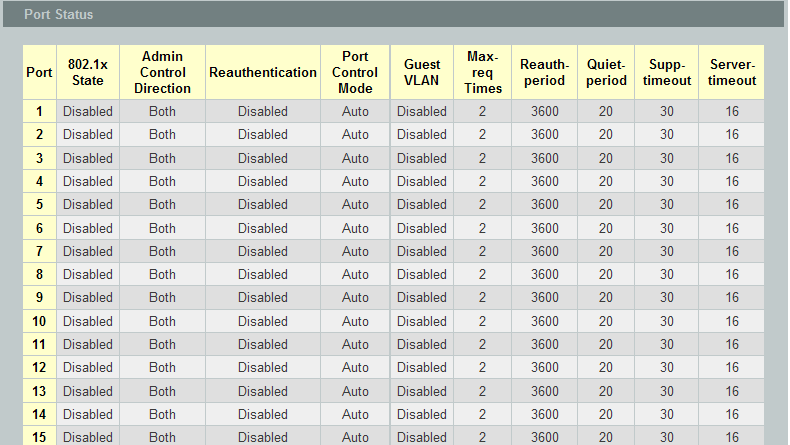 Port Status
Port 802.1x State Admin Control Direction Reauthentication Port Control Mode Guest VLAN Max-req Times Reauth-period Quiet-period Supp-timeout Server-timeout
1 Disabled Both Disabled Auto Disabled 2 3600 20 30 16
2 Disabled Both Disabled Auto Disabled 2 3600 20 30 16
3 Disabled Both Disabled Auto Disabled 2 3600 20 30 16
4 Disabled Both Disabled Auto Disabled 2 3600 20 30 16
5 Disabled Both Disabled Auto Disabled 2 3600 20 30 16
6 Disabled Both Disabled Auto Disabled 2 3600 20 30 16
7 Disabled Both Disabled Auto Disabled 2 3600 20 30 16
8 Disabled Both Disabled Auto Disabled 2 3600 20 30 16
9 Disabled Both Disabled Auto Disabled 2 3600 20 30 16
10 Disabled Both Disabled Auto Disabled 2 3600 20 30 16
11 Disabled Both Disabled Auto Disabled 2 3600 20 30 16
12 Disabled Both Disabled Auto Disabled 2 3600 20 30 16
13 Disabled Both Disabled Auto Disabled 2 3600 20 30 16
14 Disabled Both Disabled Auto Disabled 2 3600 20 30 16
15 Disabled Both Disabled Auto Disabled 2 3600 20 30 16